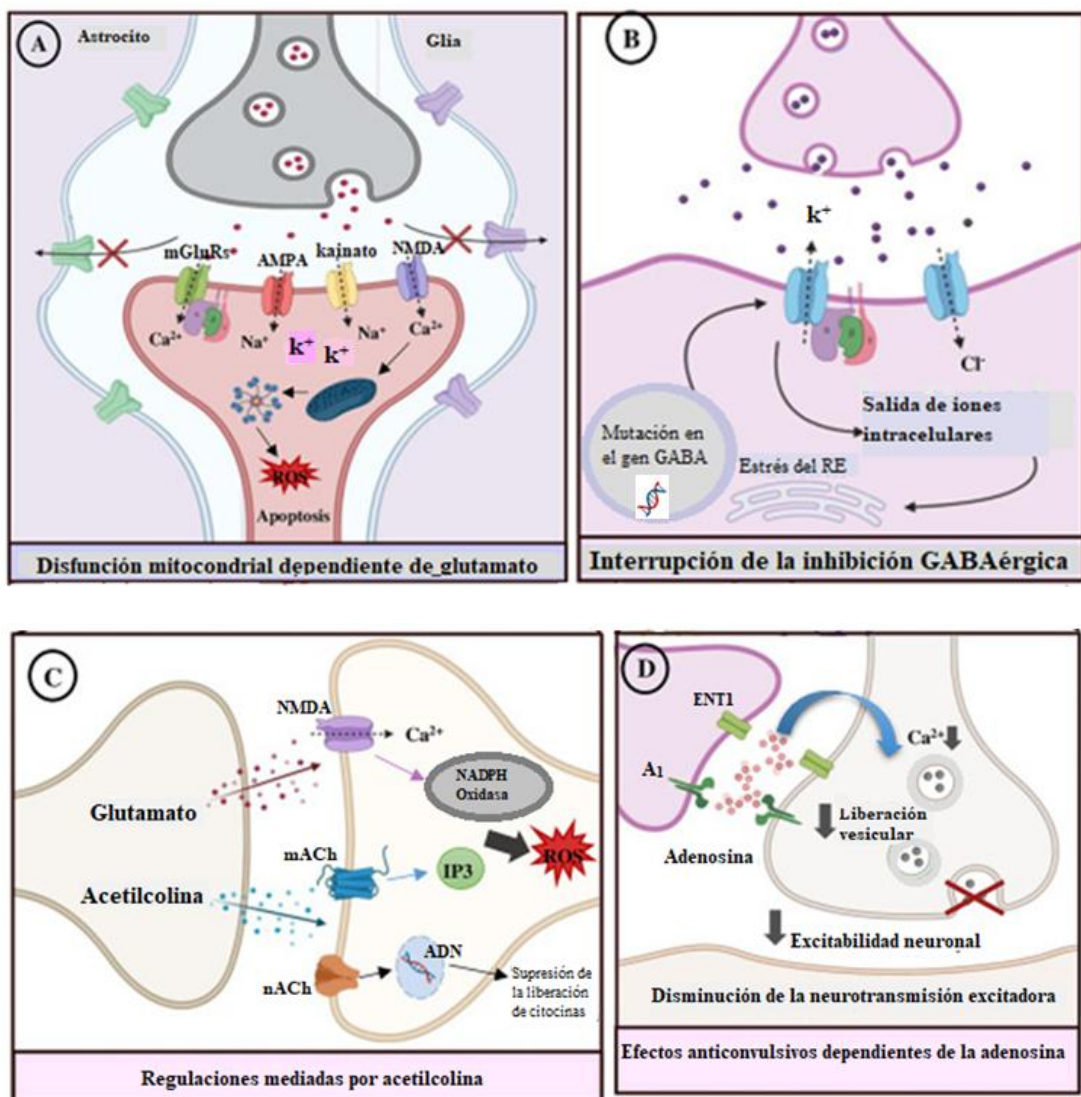 A
Astrocito
Glia
mGluRs
AMPA
kainato
NMDA
Ca²⁺
Na⁺
k⁺
k⁺
Na⁺
Ca²⁺
ROS
Apoptosis
Disfunción mitocondrial dependiente de glutamato
B
k⁺
Cl⁻
Mutación en
el gen GABA
Estrés del RE
Salida de iones
intracelulares
Interrupción de la inhibición GABAérgica
C
NMDA
Ca²⁺
Glutamato
NADPH
Oxidasa
ROS
mACh
IP3
Acetilcolina
nACh
ADN
Supresión de
la liberación
de citocinas
Regulaciones mediadas por acetilcolina
D
ENT1
A₁
Ca²⁺
Liberación
vesicular
Adenosina
Excitabilidad neuronal
Disminución de la neurotransmisión excitadora
Efectos anticonvulsivos dependientes de la adenosina